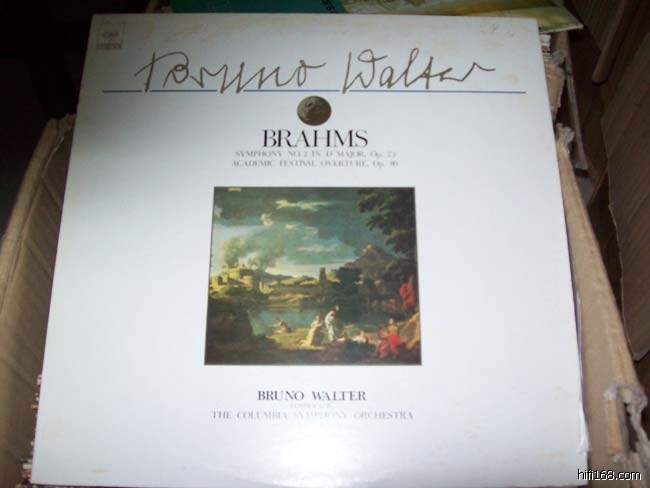 Bruno Walter
BRAHMS
SYMPHONY NO. 2 IN D MAJOR, Op. 73
ACADEMIC FESTIVAL OVERTURE, Op. 80
BRUNO WALTER
CONDUCTOR
THE COLUMBIA SYMPHONY ORCHESTRA
hifi168.com